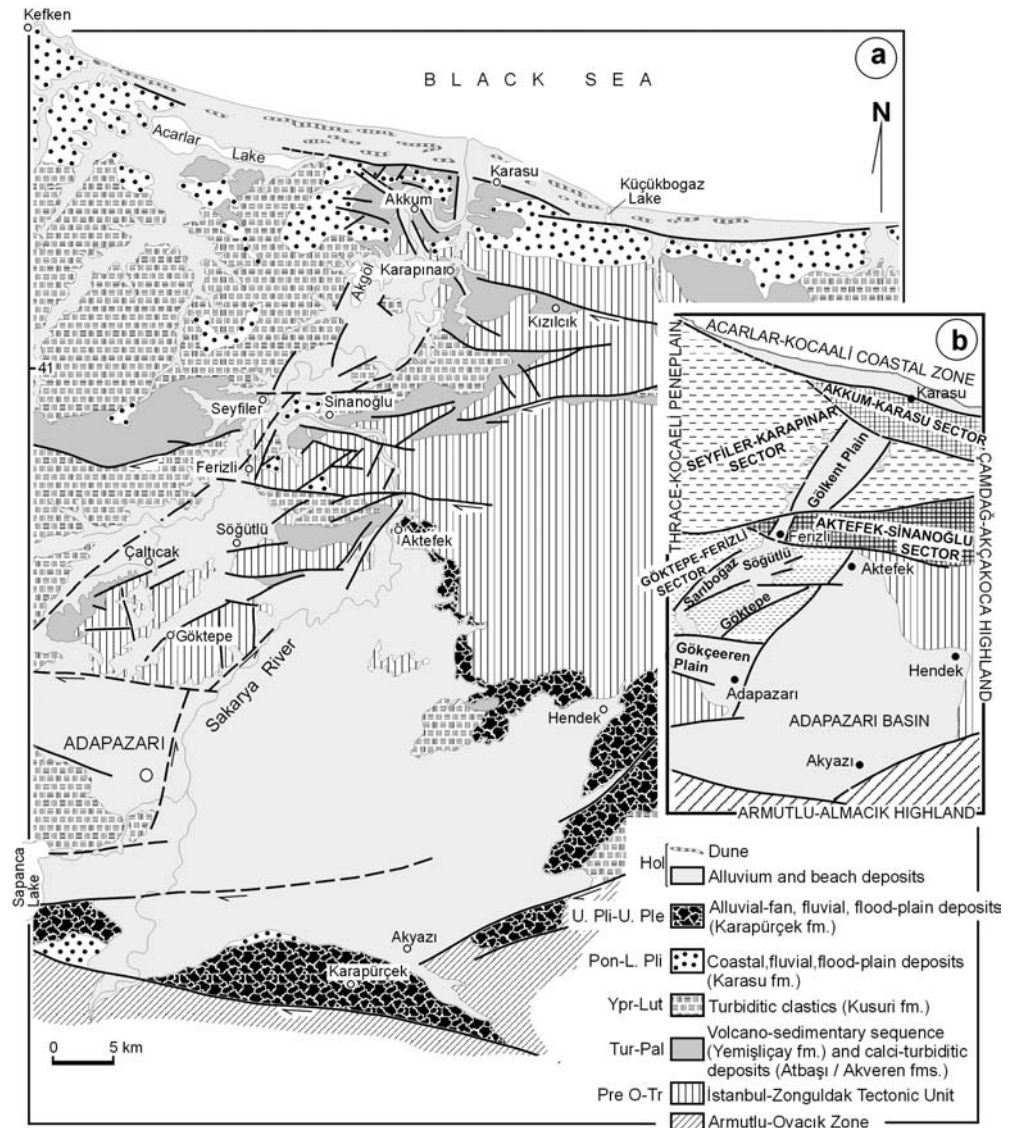 Kefken
a
BLACK SEA
N
Acarlar
Lake
Karasu
Küçükbogaz
Lake
Akkum
Karapınar
Akgöl
Kızılcık
41
Seyfiler
Sinanoğlu
Ferizli
Söğütlü
Aktefek
Çaltıcak
Göktepe
Sakarya River
Hendek
ADAPAZARI
Sapanca
Lake
Akyazı
Karapürçek
0 5 km
b
ACARLAR-KOCAALİ COASTAL ZONE
Karasu
AKKUM-KARASU SECTOR
THRACE-KOCAELİ PENEPLAIN
SEYFİLER-KARAPINAR
SECTOR
Gölkent Plain
ÇAMDAĞ-AKÇAKOCA HIGHLAND
AKTEFEK-SİNANOĞLU
SECTOR
Ferizli
GÖKTEPE-FERİZLİ
SECTOR
Sarıboğaz
Söğütlü
Aktefek
Göktepe
Gökçeeren
Plain
Hendek
Adapazarı
ADAPAZARI BASIN
Akyazı
ARMUTLU-ALMACIK HIGHLAND
Hol
Dune
Alluvium and beach deposits
U. Pli-U. Ple Alluvial-fan, fluvial, flood-plain deposits
(Karapürçek fm.)
Pon-L. Pli Coastal,fluvial,flood-plain deposits
(Karasu fm.)
Ypr-Lut Turbiditic clastics (Kusuri fm.)
Tur-Pal Volcano-sedimentary sequence
(Yemişliçay fm.) and calci-turbiditic
deposits (Atbaşı / Akveren fms.)
Pre O-Tr İstanbul-Zonguldak Tectonic Unit
Armutlu-Ovacık Zone